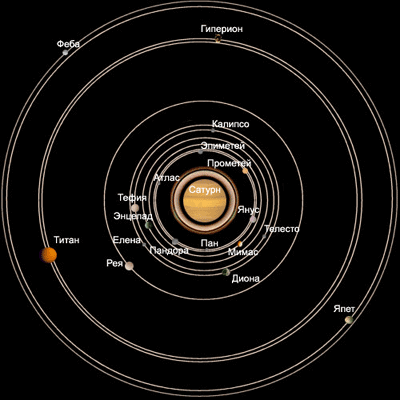 Гиперион
Феба
Калипсо
Эпиметей
Прометей
Атлас
Сатурн
Тефия
Янус
Энцелад
Телесто
Титан
Елена
Пандора
Пан
Мимас
Рея
Диона
Япет